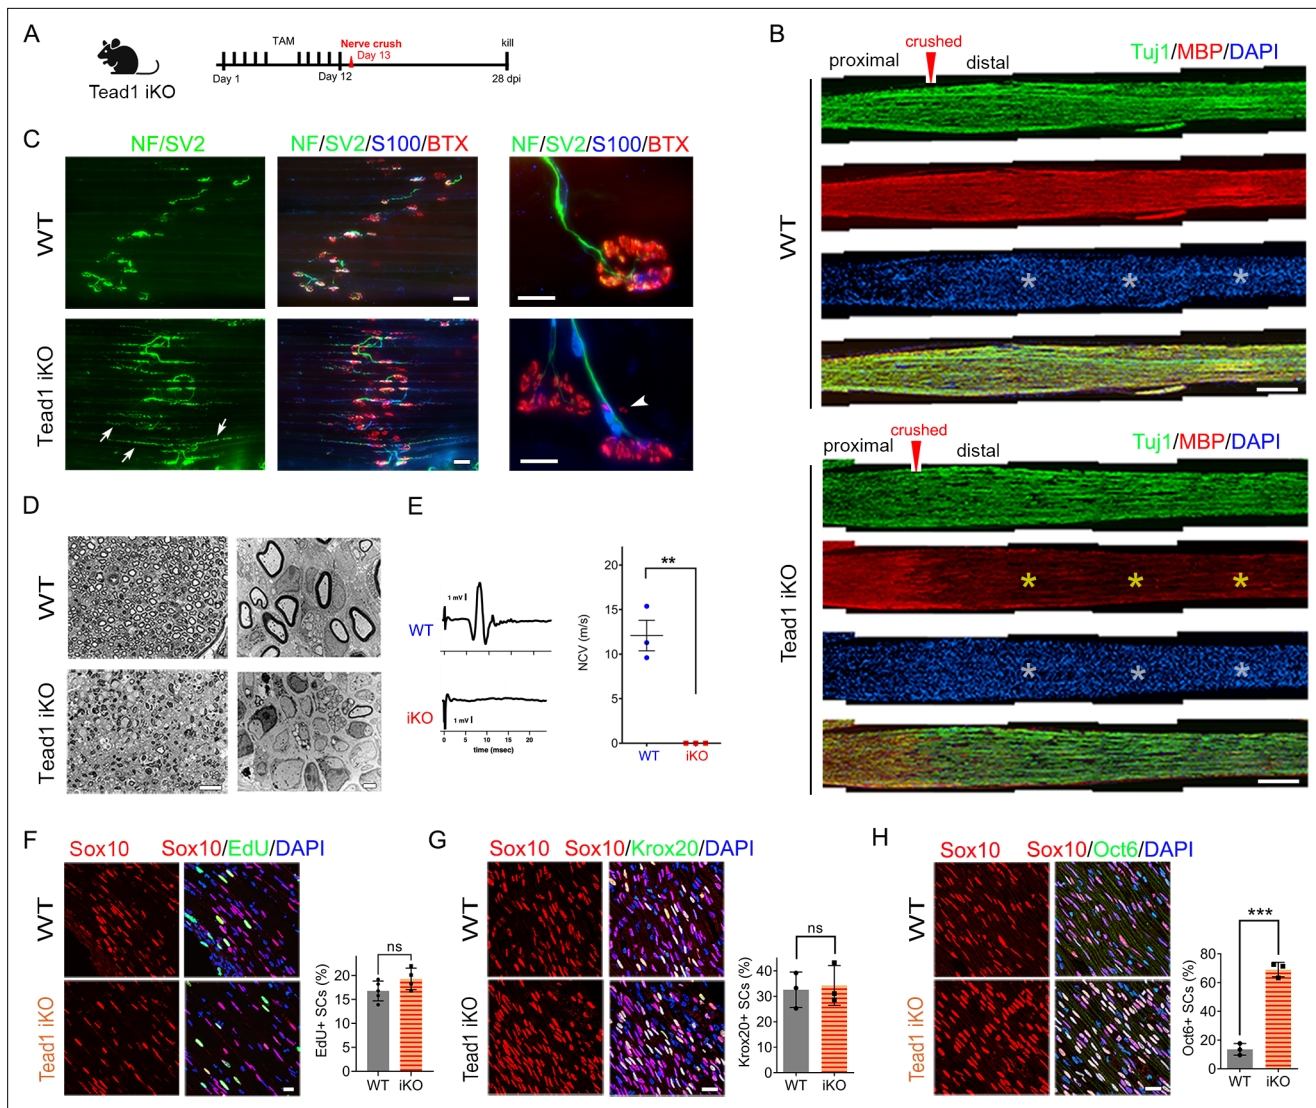 A
TAM
Nerve crush
Day 13
kill
Day 1
Day 12
28 dpi
Tead1 iKO
B
crushed
proximal
distal
Tuj1/MBP/DAPI
WT
*
*
*
crushed
proximal
distal
Tuj1/MBP/DAPI
Tead1 iKO
*
*
*
*
*
*
C
NF/SV2
NF/SV2/S100/BTX
NF/SV2/S100/BTX
WT
Tead1 iKO
D
WT
Tead1 iKO
E
1 mV
WT
iKO
1 mV
0
5
10
15
20
time (msec)
NCV (m/s)
20
15
10
5
0
**
WT
iKO
F
Sox10
Sox10/EdU/DAPI
WT
Tead1 iKO
EdU+ SCs (%)
20
15
10
5
0
ns
WT
iKO
G
Sox10
Sox10/Krox20/DAPI
WT
Tead1 iKO
Krox20+ SCs (%)
40
30
20
10
0
ns
WT
iKO
H
Sox10
Sox10/Oct6/DAPI
WT
Tead1 iKO
Oct6+ SCs (%)
80
60
40
20
0
***
WT
iKO